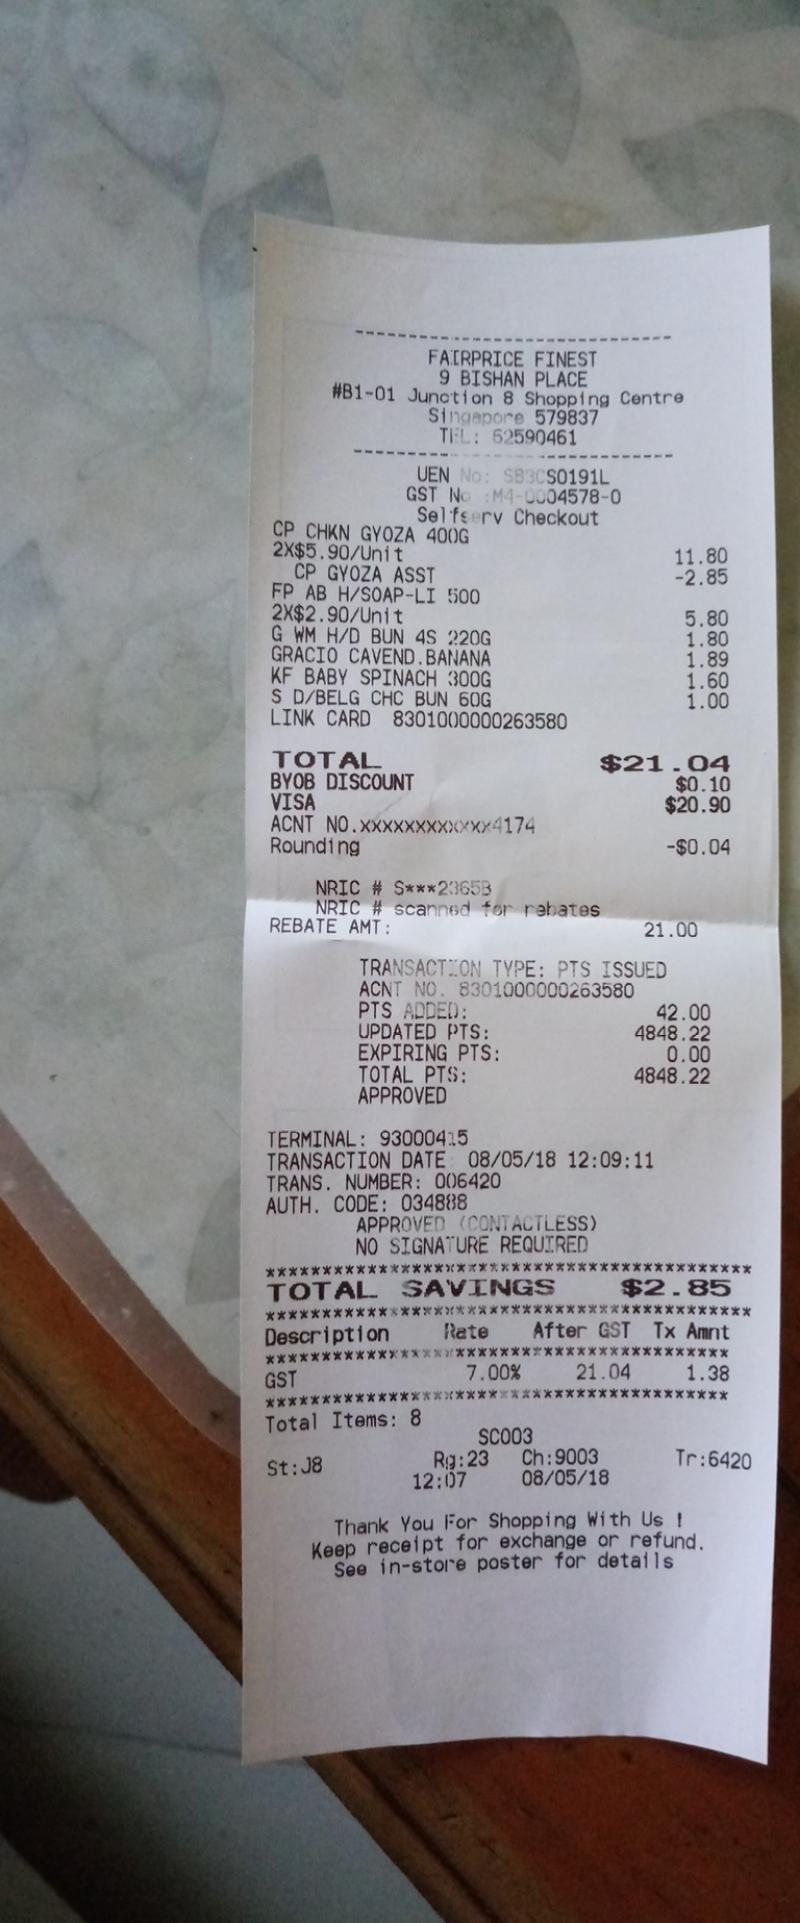 --------------------------------
FAIRPRICE FINEST
9 BISHAN PLACE
#B1-01 Junction 8 Shopping Centre
Singapore 579837
TEL: 62590461
--------------------------------
UEN No: S83CS0191L
GST No :M4-0004578-0
Selfserv Checkout
CP CHKN GYOZA 400G
2X$5.90/Unit 11.80
CP GYOZA ASST -2.85
FP AB H/SOAP-LI 500
2X$2.90/Unit 5.80
G WM H/D BUN 4S 220G 1.80
GRACIO CAVEND.BANANA 1.89
KF BABY SPINACH 300G 1.60
S D/BELG CHC BUN 60G 1.00
LINK CARD 8301000000263580
TOTAL $21.04
BYOB DISCOUNT $0.10
VISA $20.90
ACNT NO.xxxxxxxxxxxx4174
Rounding -$0.04
NRIC # S***2365B
NRIC # scanned for rebates
REBATE AMT: 21.00
TRANSACTION TYPE: PTS ISSUED
ACNT NO. 8301000000263580
PTS ADDED: 42.00
UPDATED PTS: 4848.22
EXPIRING PTS: 0.00
TOTAL PTS: 4848.22
APPROVED
TERMINAL: 93000415
TRANSACTION DATE 08/05/18 12:09:11
TRANS. NUMBER: 006420
AUTH. CODE: 034888
APPROVED (CONTACTLESS)
NO SIGNATURE REQUIRED
********************************************
TOTAL SAVINGS $2.85
********************************************
Description Rate After GST Tx Amnt
******************************************
GST 7.00% 21.04 1.38
******************************************
Total Items: 8
SC003
St:J8 Rg:23 Ch:9003 Tr:6420
12:07 08/05/18
Thank You For Shopping With Us !
Keep receipt for exchange or refund.
See in-store poster for details